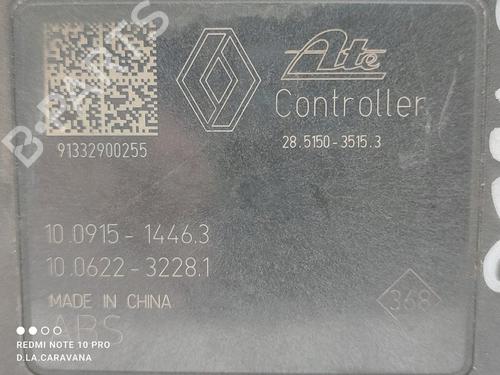 B-PARTS
Ate
Controller
91332900255
28.5150-3515.3
10.0915-1446.3
10.0622-3228.1
MADE IN CHINA
368
ABS
REDMI NOTE 10 PRO
D.LA.CARAVANA